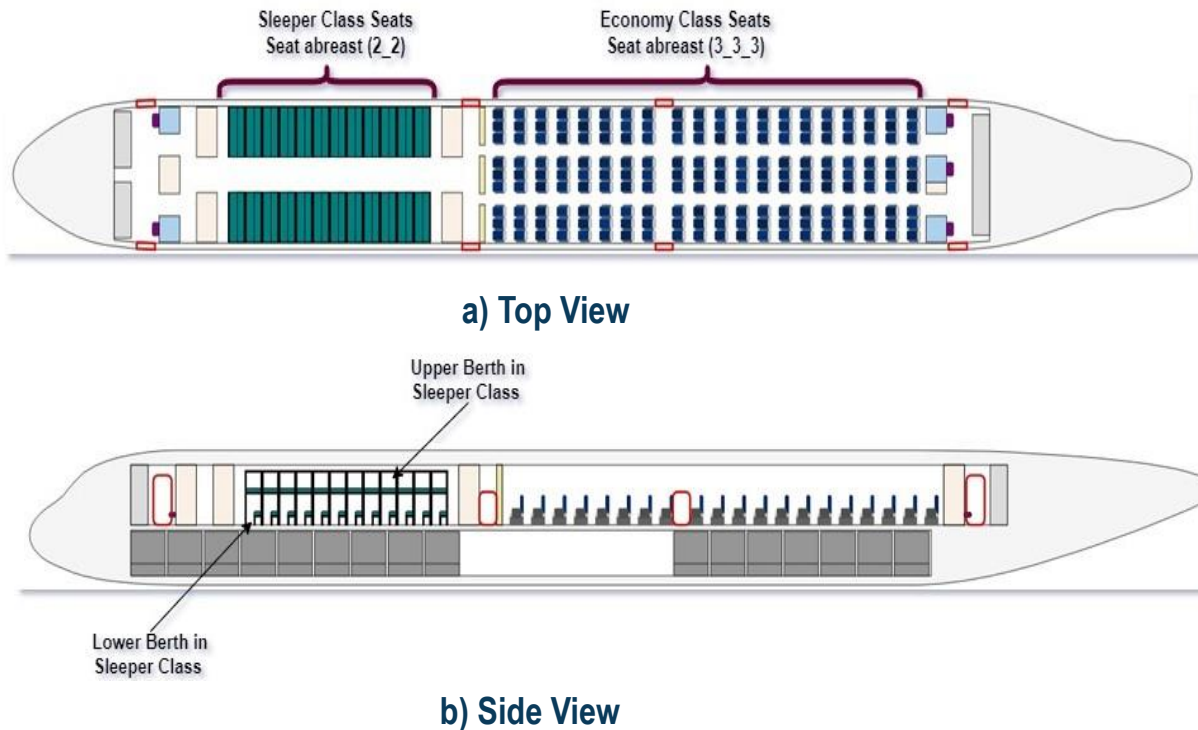 Sleeper Class Seats
Seat abreast (2_2)
Economy Class Seats
Seat abreast (3_3_3)
a) Top View
Upper Berth in
Sleeper Class
Lower Berth in
Sleeper Class
b) Side View